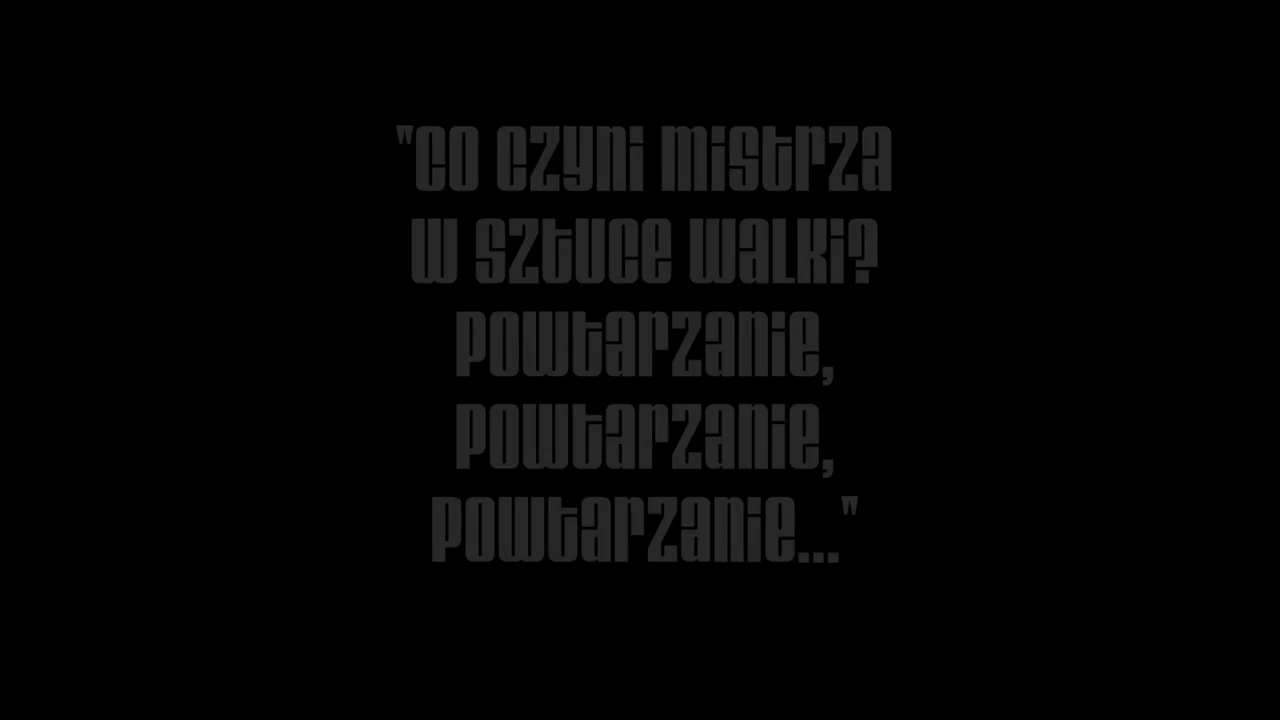 "Co czyni mistrza
w sztuce walki?
Powtarzanie,
powtarzanie,
powtarzanie..."